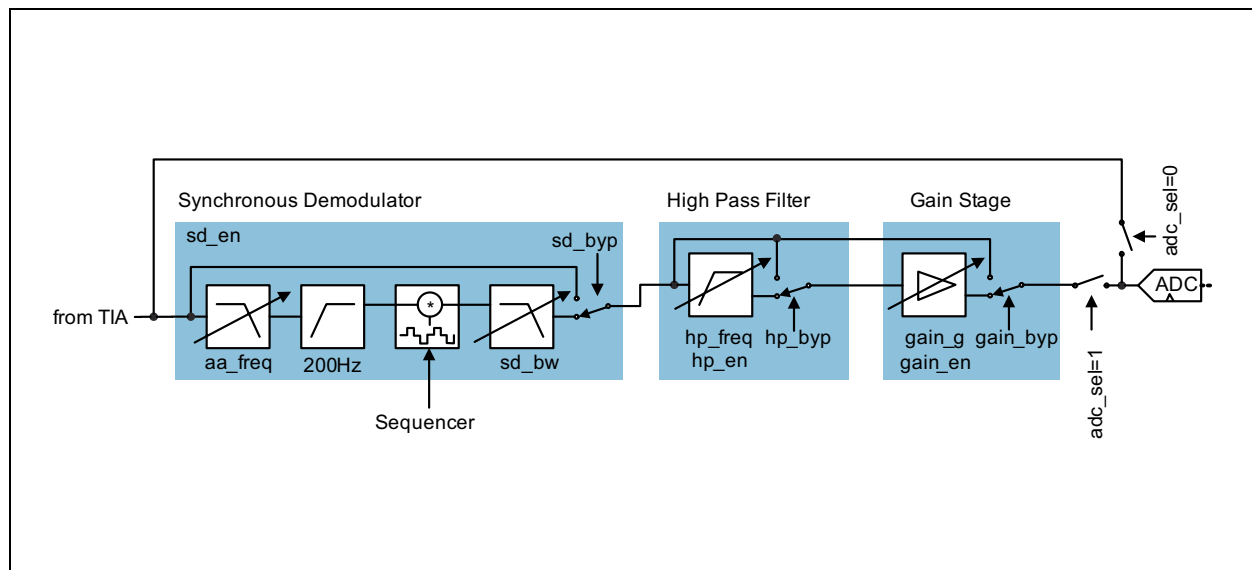 adc_sel=0
Synchronous Demodulator
High Pass Filter
Gain Stage
sd_en
sd_byp
from TIA
*
ADC
aa_freq
200Hz
sd_bw
hp_freq
hp_byp
hp_en
gain_g
gain_byp
gain_en
adc_sel=1
Sequencer